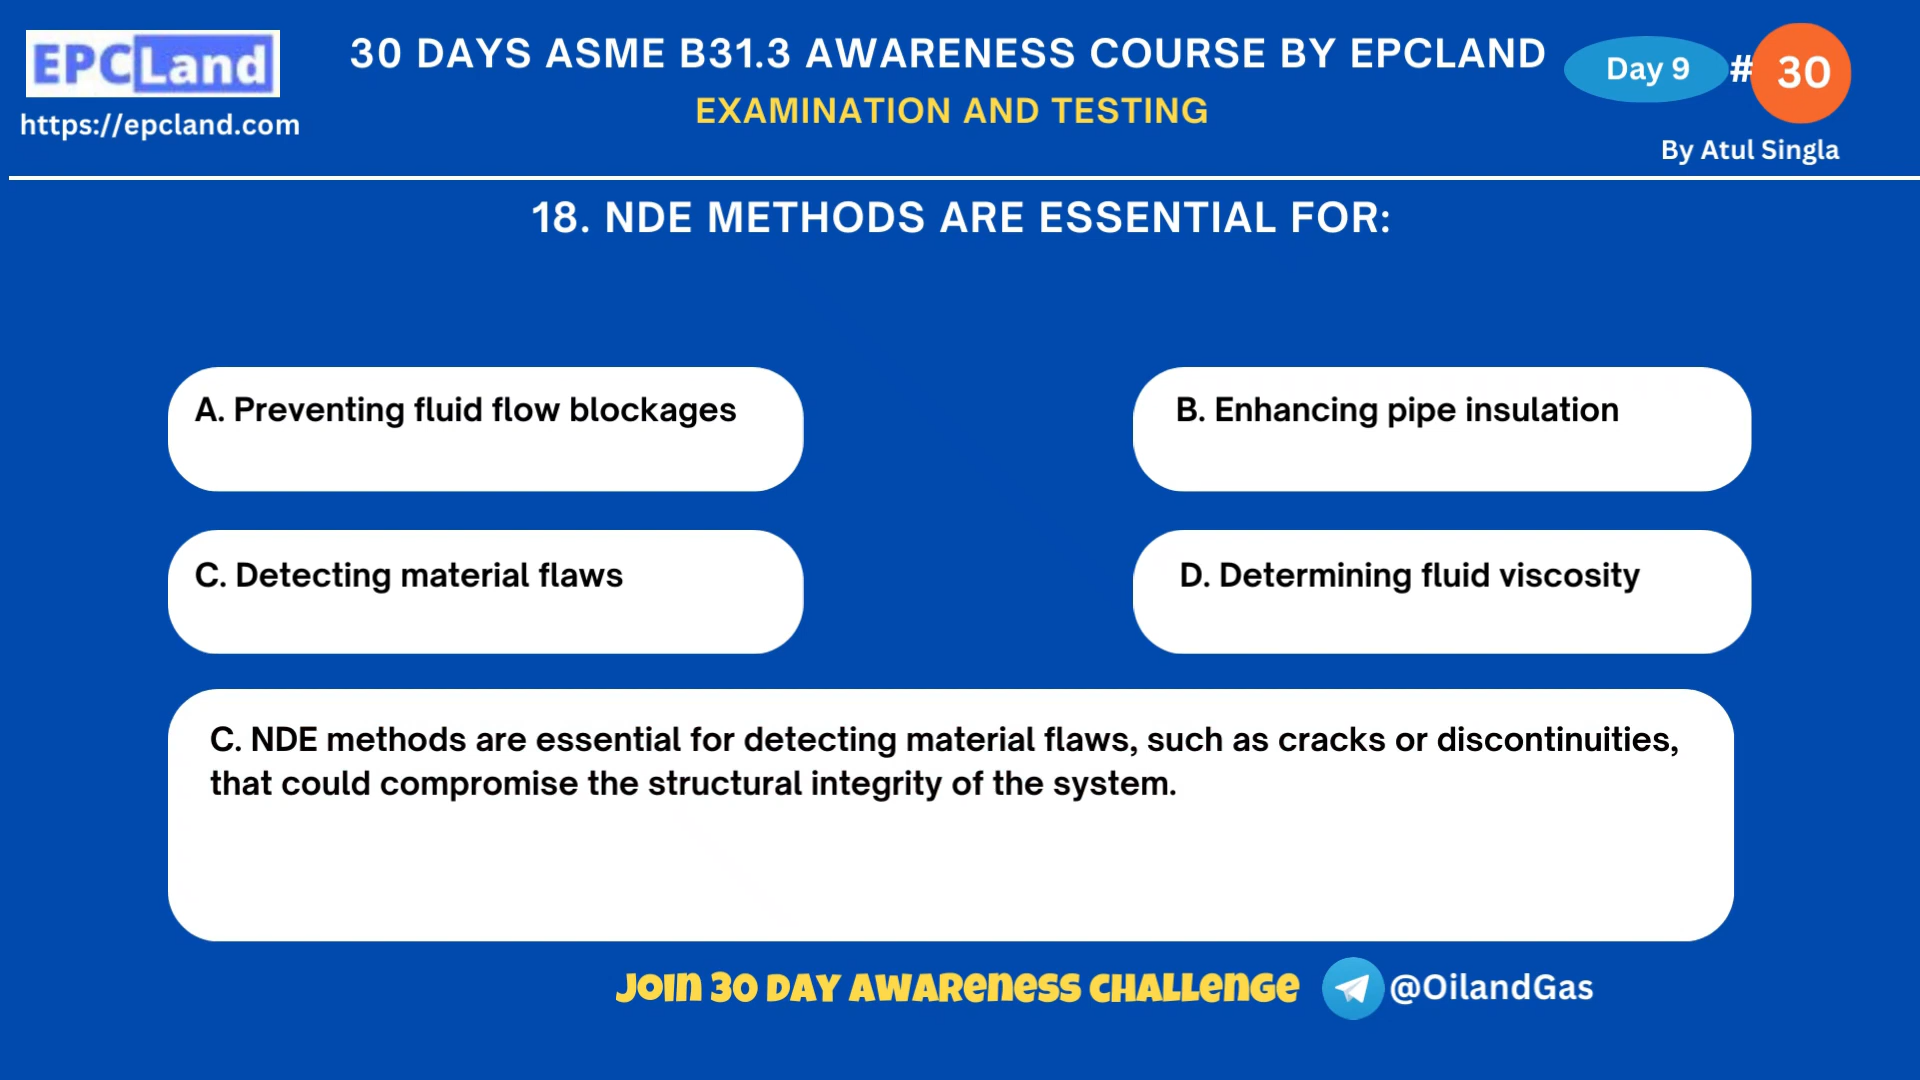 EPCLand
https://epcland.com
30 DAYS ASME B31.3 AWARENESS COURSE BY EPCLAND
EXAMINATION AND TESTING
Day 9 # 30
By Atul Singla
18. NDE METHODS ARE ESSENTIAL FOR:
A. Preventing fluid flow blockages
B. Enhancing pipe insulation
C. Detecting material flaws
D. Determining fluid viscosity
C. NDE methods are essential for detecting material flaws, such as cracks or discontinuities,
that could compromise the structural integrity of the system.
JOIN 30 DAY AWARENESS CHALLENGE
@OilandGas